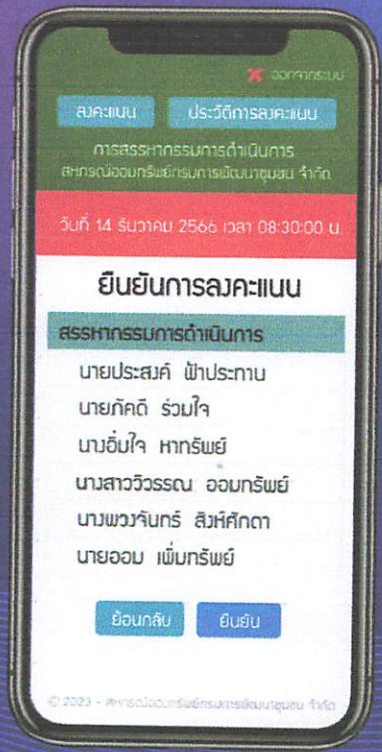 ❌ ออกจากระบบ
ลงคะแนน ประวัติการลงคะแนน
การสรรหากรรมการดำเนินการ
สหกรณ์ออมทรัพย์กรมการพัฒนาชุมชน จำกัด
วันที่ 14 ธันวาคม 2566 เวลา 08:30:00 น.
ยืนยันการลงคะแนน
สรรหากรรมการดำเนินการ
นายประสงค์ ฟ้าประทาน
นายภัคดี ร่วมใจ
นางอิ่มใจ หาทรัพย์
นางสาววิวรรณ ออมทรัพย์
นางพวงจันทร์ สิงห์ศักดา
นายออม เพิ่มทรัพย์
ย้อนกลับ ยืนยัน
© 2023 - สหกรณ์ออมทรัพย์กรมการพัฒนาชุมชน จำกัด